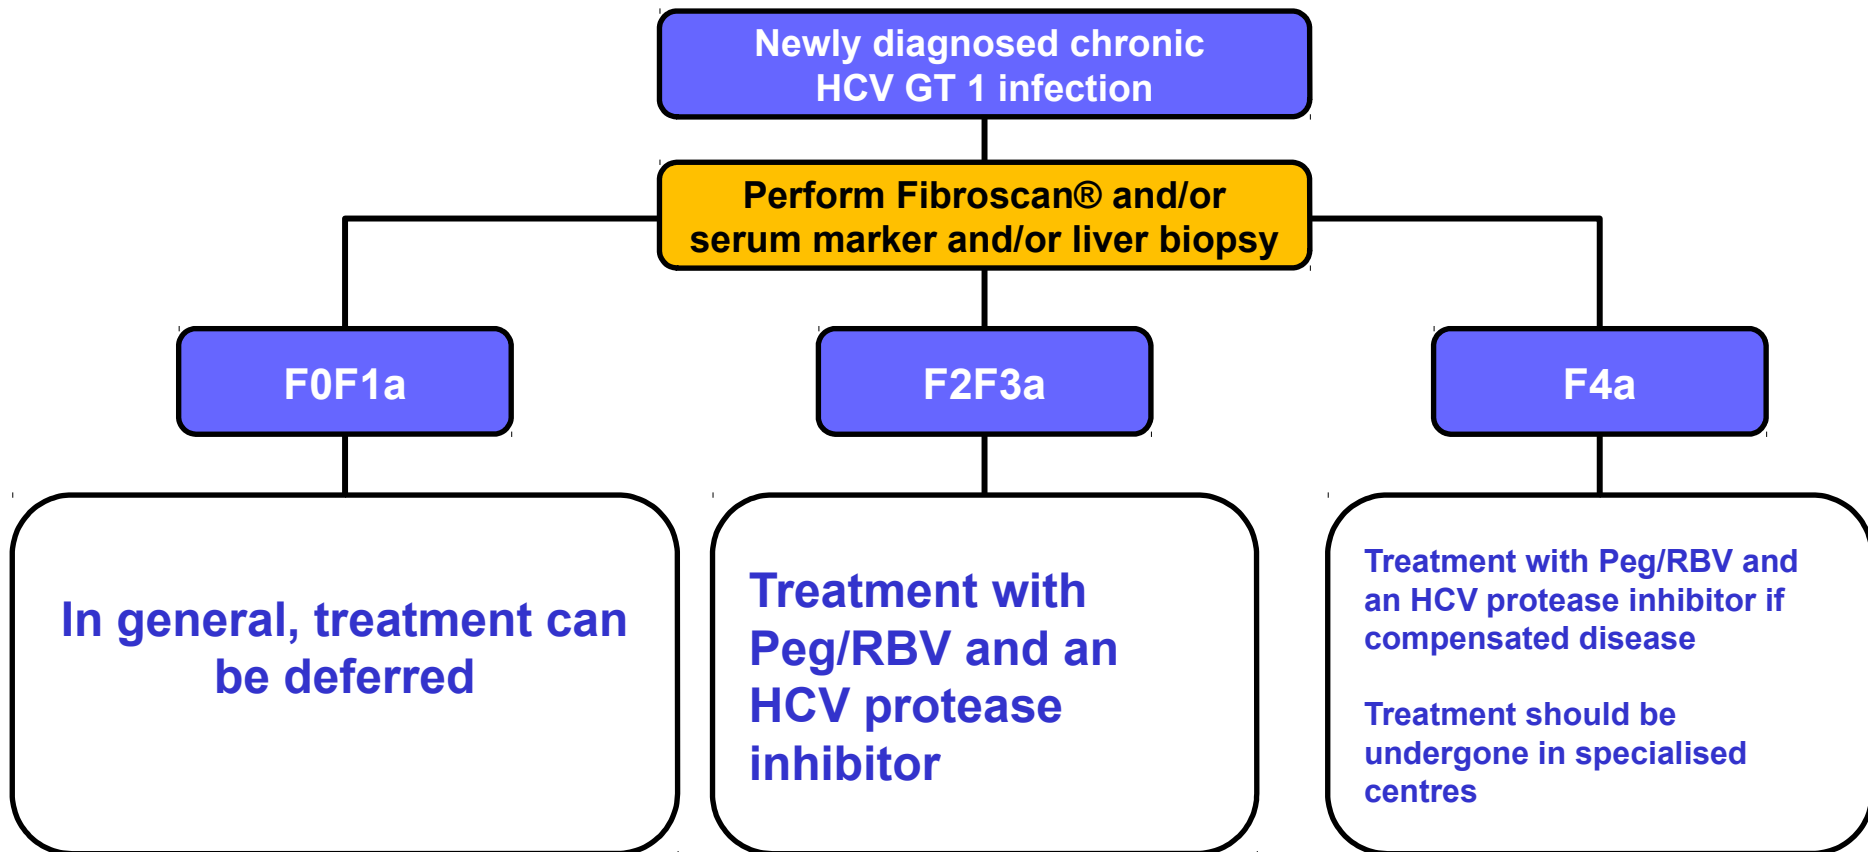 Newly diagnosed chronic
HCV GT 1 infection
Perform Fibroscan® and/or
serum marker and/or liver biopsy
F0F1a
F2F3a
F4a
In general, treatment can
be deferred
Treatment with
Peg/RBV and an
HCV protease
inhibitor
Treatment with Peg/RBV and
an HCV protease inhibitor if
compensated disease
Treatment should be
undergone in specialised
centres